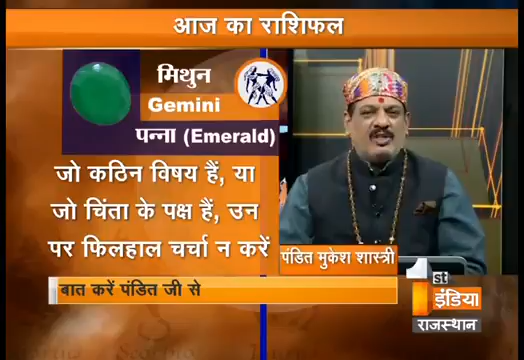 आज का राशिफल
मिथुन
Gemini
पन्ना (Emerald)
जो कठिन विषय हैं, या
जो चिंता के पक्ष हैं, उन
पर फिलहाल चर्चा न करें
पंडित मुकेश शास्त्री
बात करें पंडित जी से
1st
इंडिया
राजस्थान